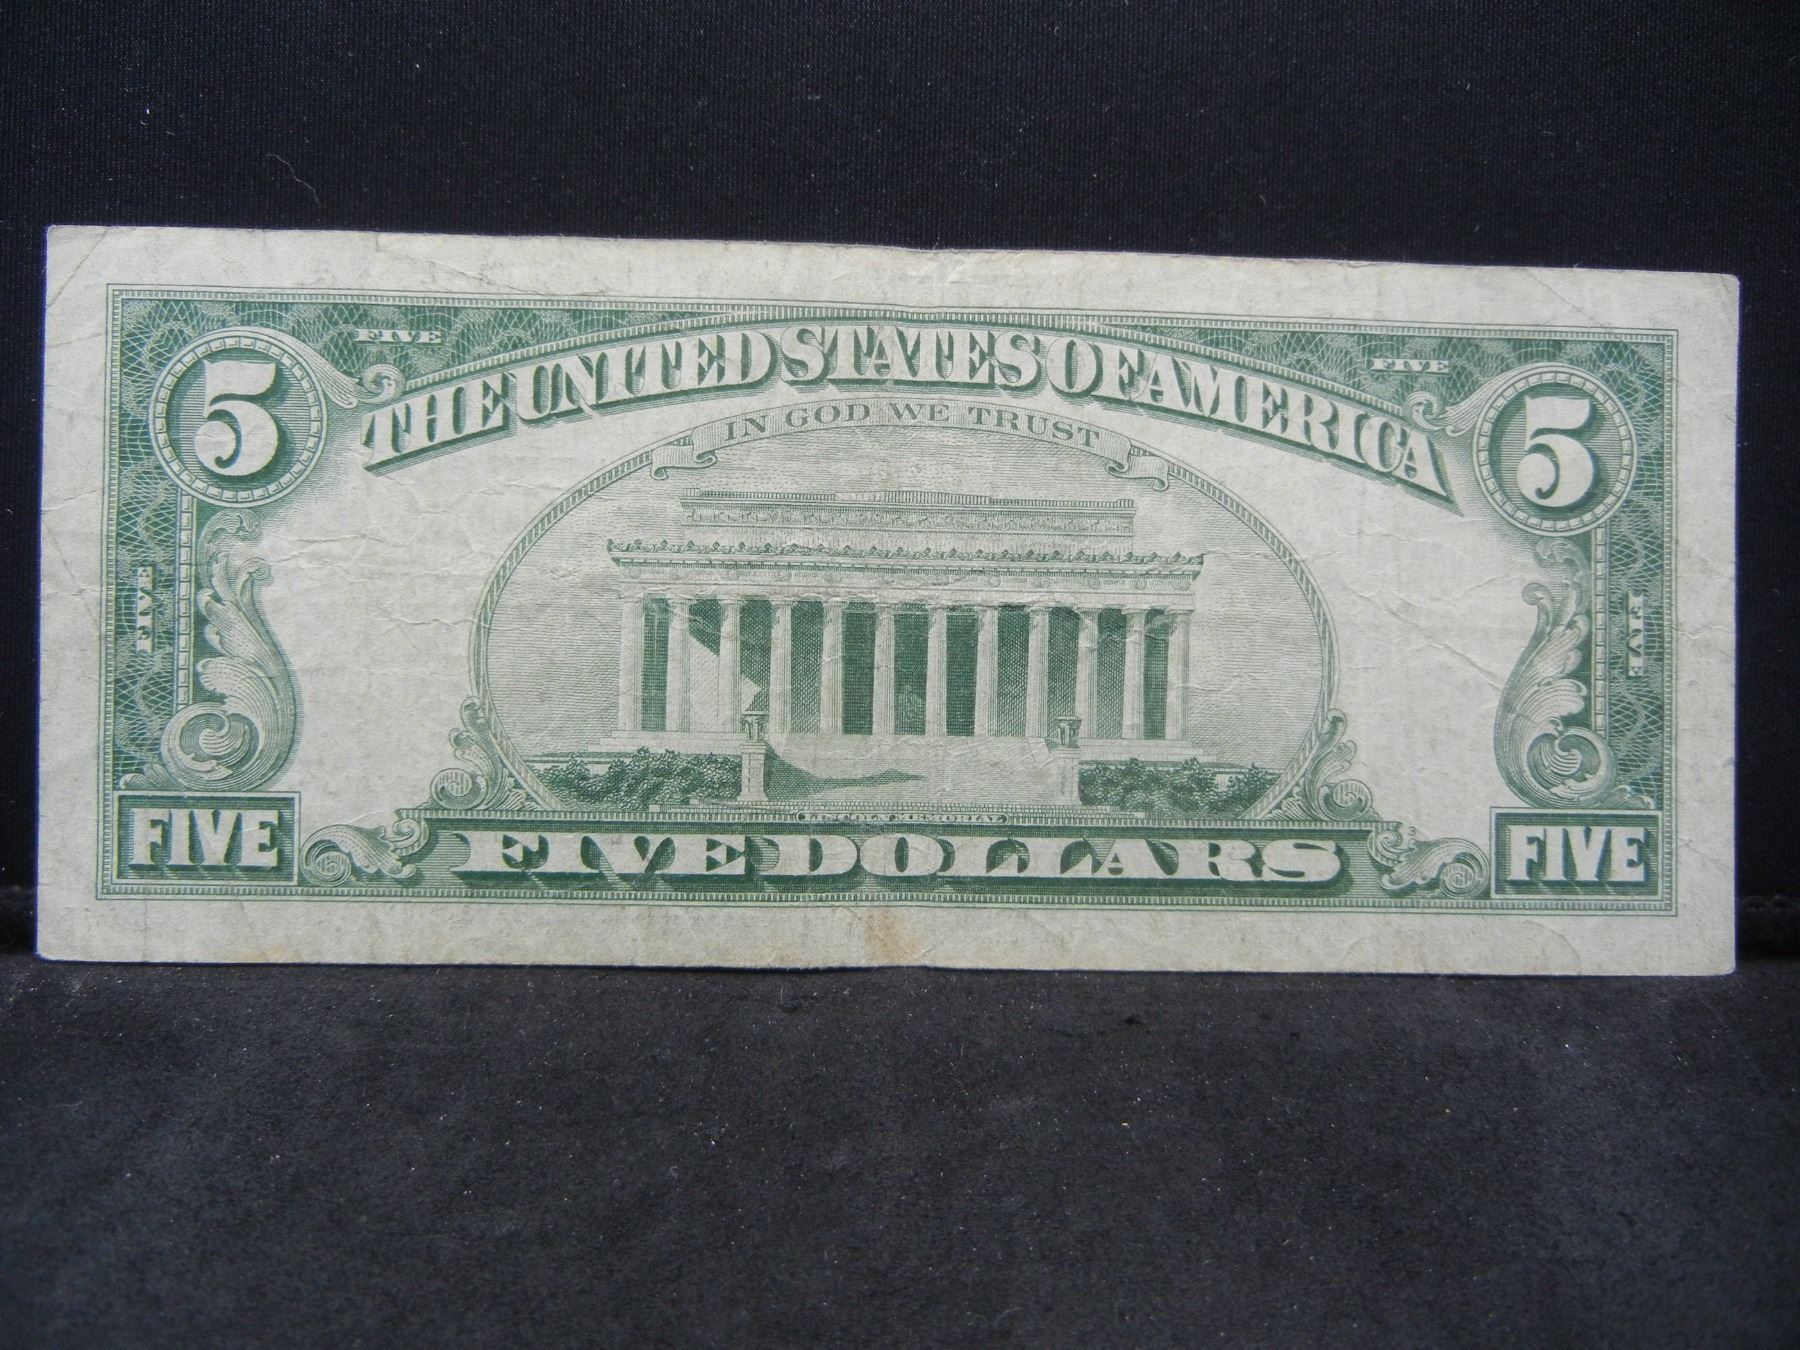 FIVE
FIVE
5
THE UNITED STATES OF AMERICA
5
IN GOD WE TRUST
FIVE
FIVE
LINCOLN MEMORIAL
FIVE
FIVE DOLLARS
3
FIVE